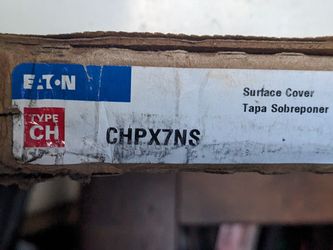 EATON
TYPE
CH
CHPX7NS
Surface Cover
Tapa Sobreponer